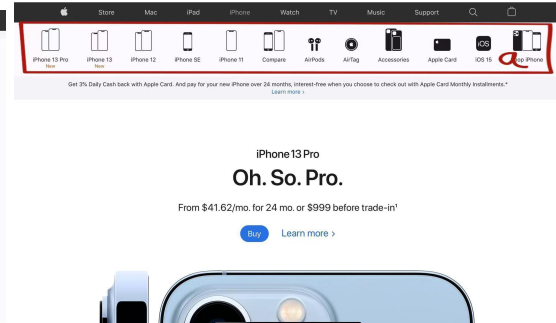 Store Mac iPad iPhone Watch TV Music Support
iPhone 13 Pro iPhone 13 iPhone 12 iPhone SE iPhone 11 Compare AirPods AirTag Accessories Apple Card iOS 15 iPhone
New New
iOS
a
Get 3% Daily Cash back with Apple Card. And pay for your new iPhone over 24 months, interest-free when you choose to check out with Apple Card Monthly Installments.*
Learn more >
iPhone 13 Pro
Oh. So. Pro.
From $41.62/mo. for 24 mo. or $999 before trade-in¹
Buy Learn more >